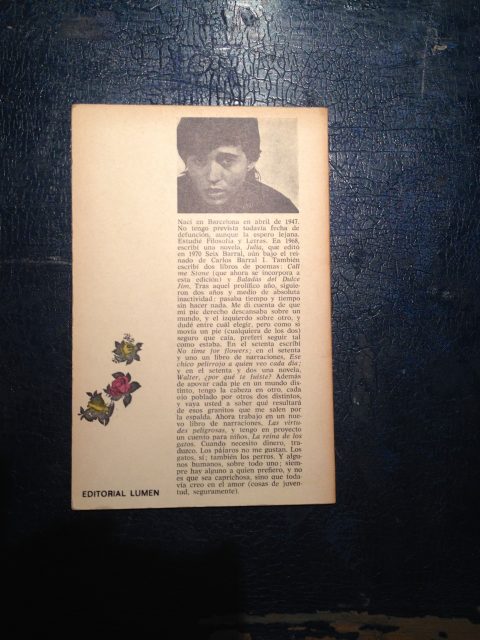 Nací en Barcelona en abril de 1947.
No tengo prevista todavía fecha de
defunción, aunque la espero lejana.
Estudié Filosofía y Letras. En 1968,
escribí una novela, Julia, que editó
en 1970 Seix Barral, aún bajo el rei-
nado de Carlos Barral I. También
escribí dos libros de poemas: Call
me Stone (que ahora se incorpora a
esta edición) y Baladas del Dulce
Jim. Tras aquel prolífico año, siguie-
ron dos años y medio de absoluta
inactividad: pasaba tiempo y tiempo
sin hacer nada. Me di cuenta de que
mi pie derecho descansaba sobre un
mundo, y el izquierdo sobre otro, y
dudé entre cuál elegir, pero como si
movía un pie (cualquiera de los dos)
seguro que caía, preferí seguir tal
como estaba. En el setenta escribí
No time for flowers; en el setenta
y uno un libro de narraciones, Ese
chico pelirrojo a quien veo cada día;
y en el setenta y dos una novela,
Walter, ¿por qué te fuiste? Además
de apoyar cada pie en un mundo dis-
tinto, tengo la cabeza en otro, cada
ojo poblado por otros dos distintos,
y vaya usted a saber qué resultará
de esos granitos que me salen por
la espalda. Ahora trabajo en un nue-
vo libro de narraciones, Las virtu-
des peligrosas, y tengo en proyecto
un cuento para niños, La reina de los
gatos. Cuando necesito dinero, tra-
duzco. Los pájaros no me gustan. Los
gatos, sí; también los perros. Y algu-
nos humanos, sobre todo uno; siem-
pre hay alguno a quien prefiero, y no
es que sea caprichosa, sino que toda-
vía creo en el amor (cosas de juven-
tud, seguramente).
EDITORIAL LUMEN